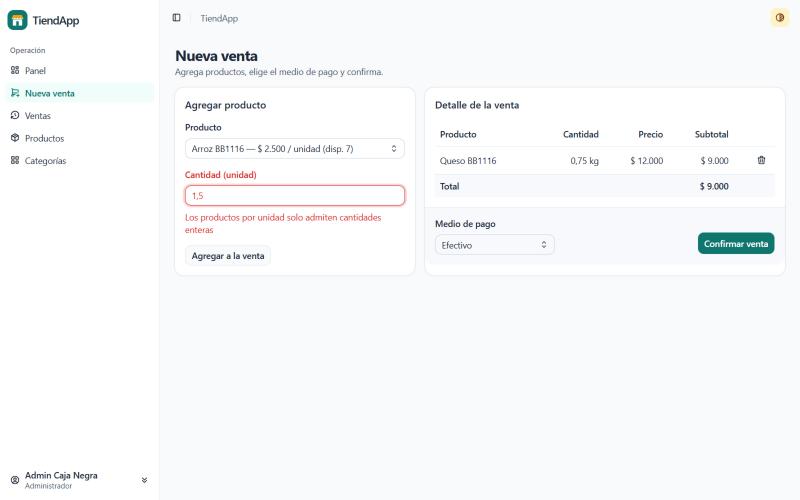 TiendApp
Operación
Panel
Nueva venta
Ventas
Productos
Categorías
Admin Caja Negra
Administrador
TiendApp
Nueva venta
Agrega productos, elige el medio de pago y confirma.
Agregar producto
Producto
Arroz BB1116 — $ 2.500 / unidad (disp. 7)
Cantidad (unidad)
1,5
Los productos por unidad solo admiten cantidades
enteras
Agregar a la venta
Detalle de la venta
Producto Cantidad Precio Subtotal
Queso BB1116 0,75 kg $ 12.000 $ 9.000
Total $ 9.000
Medio de pago
Efectivo
Confirmar venta